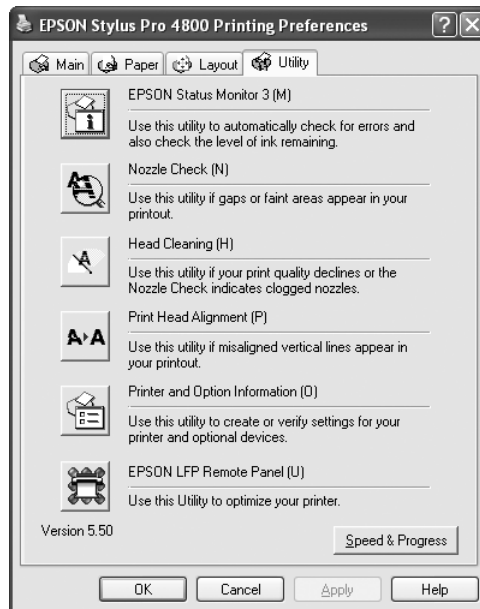 EPSON Stylus Pro 4800 Printing Preferences
Main
Paper
Layout
Utility
EPSON Status Monitor 3 (M)
Use this utility to automatically check for errors and
also check the level of ink remaining.
Nozzle Check (N)
Use this utility if gaps or faint areas appear in your
printout.
Head Cleaning (H)
Use this utility if your print quality declines or the
Nozzle Check indicates clogged nozzles.
Print Head Alignment (P)
Use this utility if misaligned vertical lines appear in
your printout.
Printer and Option Information (O)
Use this utility to create or verify settings for your
printer and optional devices.
EPSON LFP Remote Panel (U)
Use this Utility to optimize your printer.
Version 5.50
Speed & Progress
OK
Cancel
Apply
Help